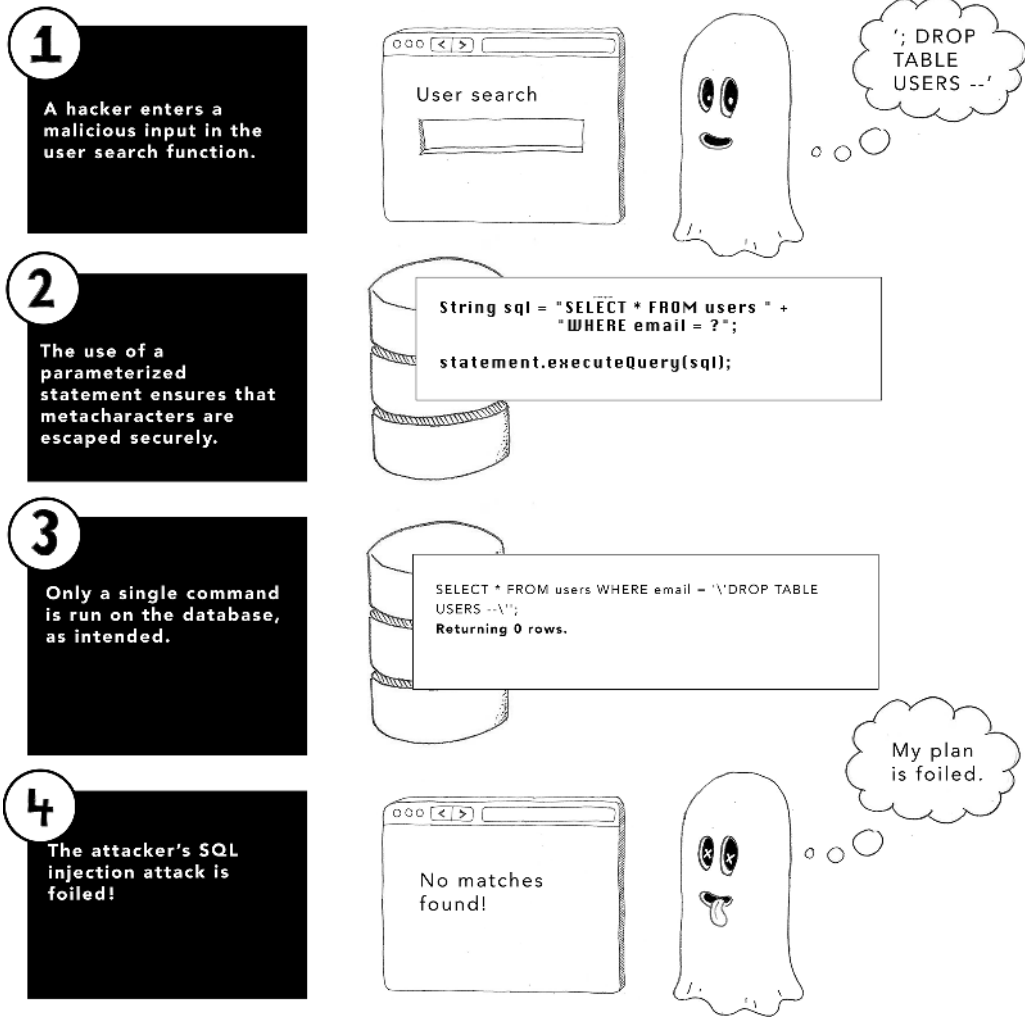 1
A hacker enters a
malicious input in the
user search function.
< >
User search
'; DROP
TABLE
USERS --'
2
The use of a
parameterized
statement ensures that
metacharacters are
escaped securely.
String sql = "SELECT * FROM users " +
"WHERE email = ?";
statement.executeQuery(sql);
3
Only a single command
is run on the database,
as intended.
SELECT * FROM users WHERE email = '\'DROP TABLE
USERS --\'';
Returning 0 rows.
4
The attacker's SQL
injection attack is
foiled!
< >
No matches
found!
My plan
is foiled.